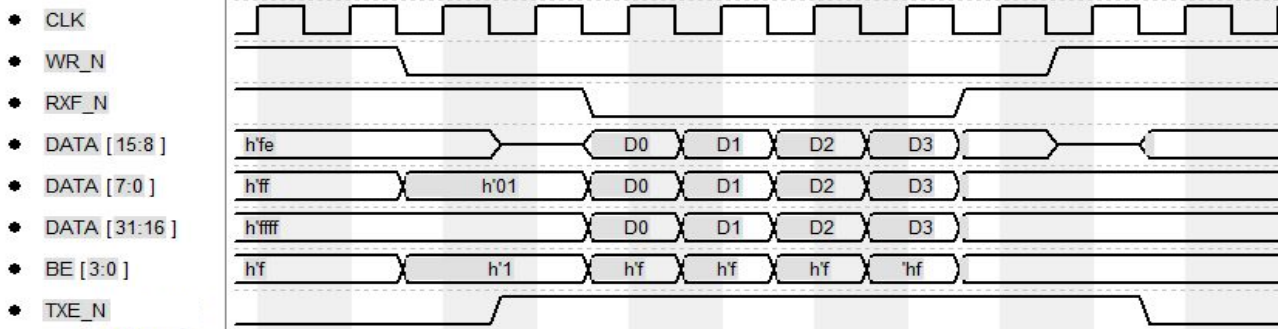 CLK
WR_N
RXF_N
DATA [ 15:8 ] h'fe D0 D1 D2 D3
DATA [ 7:0 ] h'ff h'01 D0 D1 D2 D3
DATA [ 31:16 ] h'ffff D0 D1 D2 D3
BE [ 3:0 ] h'f h'1 h'f h'f h'f 'hf
TXE_N